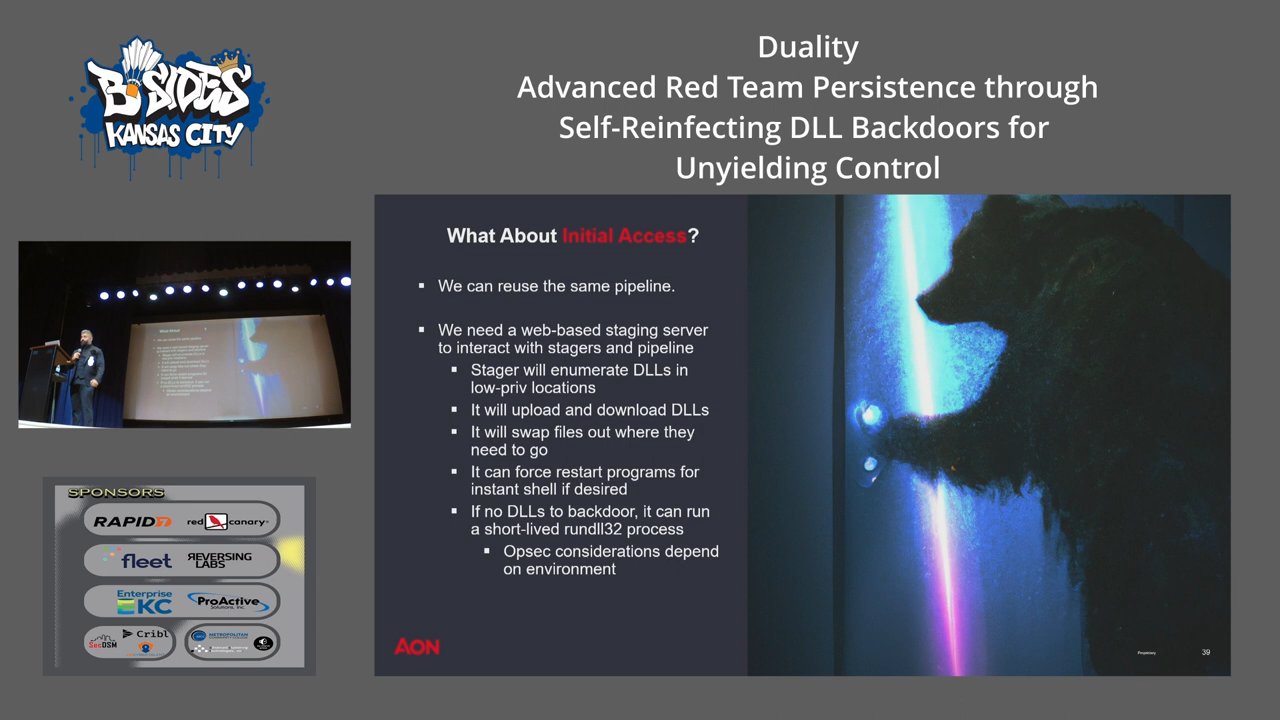 B·SIDES
KANSAS CITY
Duality
Advanced Red Team Persistence through
Self-Reinfecting DLL Backdoors for
Unyielding Control
What About Initial Access?
▪ We can reuse the same pipeline.
▪ We need a web-based staging server
to interact with stagers and pipeline
▪ Stager will enumerate DLLs in
low-priv locations
▪ It will upload and download DLLs
▪ It will swap files out where they
need to go
▪ It can force restart programs for
instant shell if desired
▪ If no DLLs to backdoor, it can run
a short-lived rundll32 process
▪ Opsec considerations depend
on environment
AON
Proprietary
39
SPONSORS
RAPID7
red canary
fleet
REVERSING
LABS
Enterprise
KC
ProActive
Solutions, Inc.
SecDSM
Cribl
METROPOLITAN